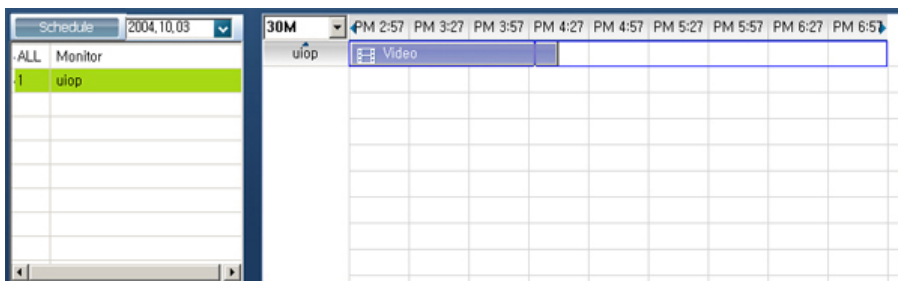 Schedule 2004,10,03
ALL Monitor
1 uiop
30M PM 2:57 PM 3:27 PM 3:57 PM 4:27 PM 4:57 PM 5:27 PM 5:57 PM 6:27 PM 6:57
uiop Video